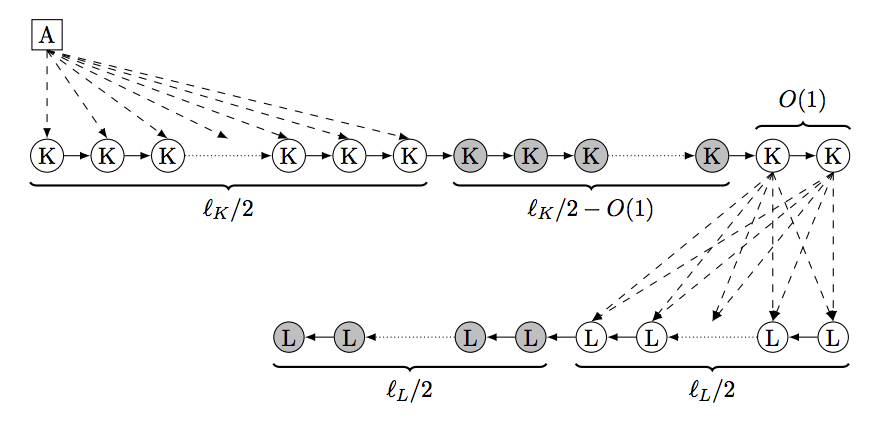 A
O(1)
K K K K K K K K K K K K
ℓ_K/2
ℓ_K/2 − O(1)
L L L L L L L L
ℓ_L/2
ℓ_L/2